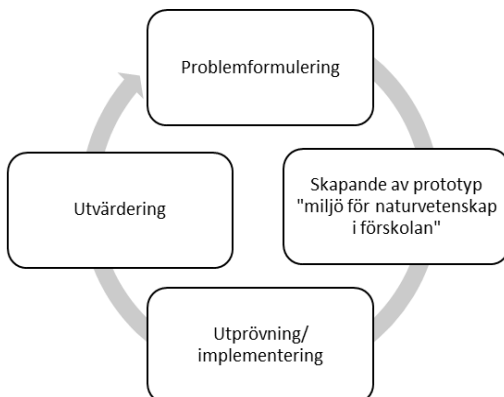 Problemformulering
Skapande av prototyp
"miljö för naturvetenskap
i förskolan"
Utvärdering
Utprövning/
implementering